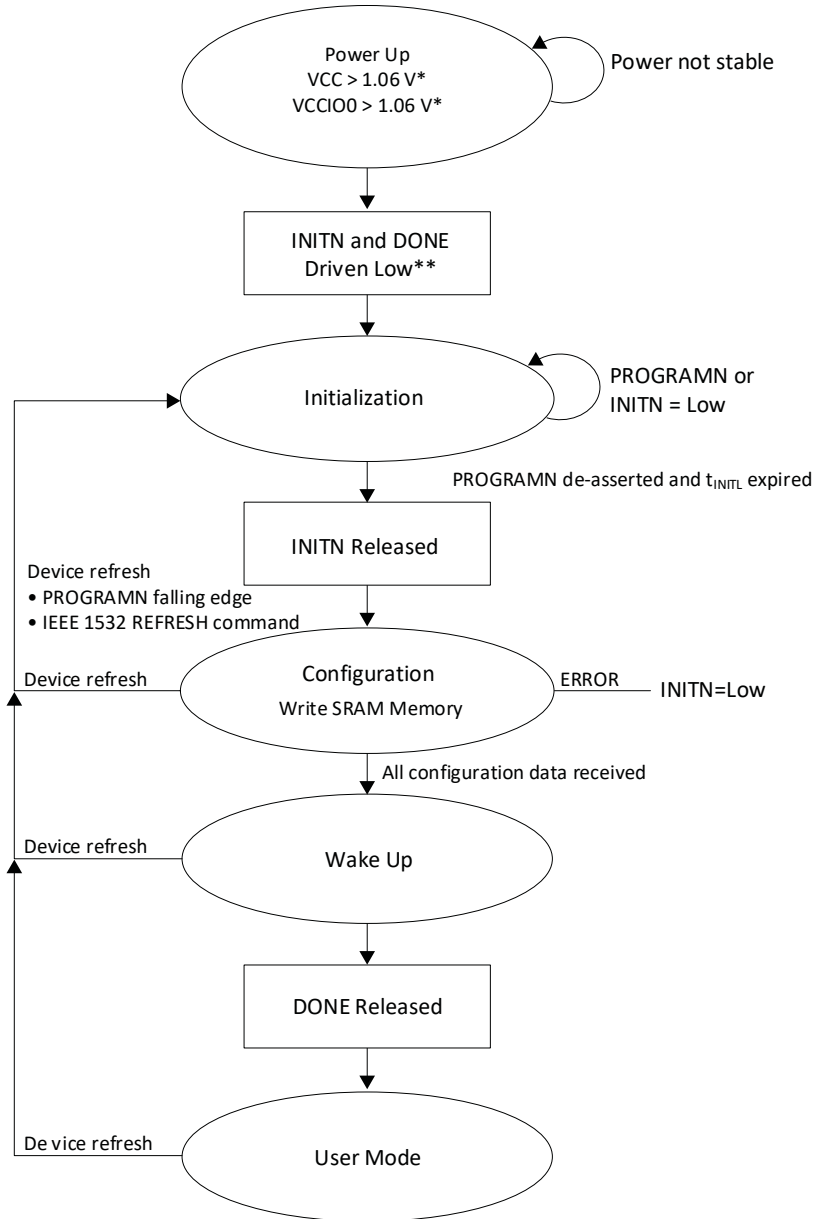 Power Up
VCC > 1.06 V*
VCCIO0 > 1.06 V*
Power not stable
INITN and DONE
Driven Low**
Initialization
PROGRAMN or
INITN = Low
PROGRAMN de-asserted and tINITL expired
INITN Released
Device refresh
• PROGRAMN falling edge
• IEEE 1532 REFRESH command
Device refresh
Configuration
Write SRAM Memory
ERROR
INITN=Low
All configuration data received
Device refresh
Wake Up
DONE Released
De vice refresh
User Mode